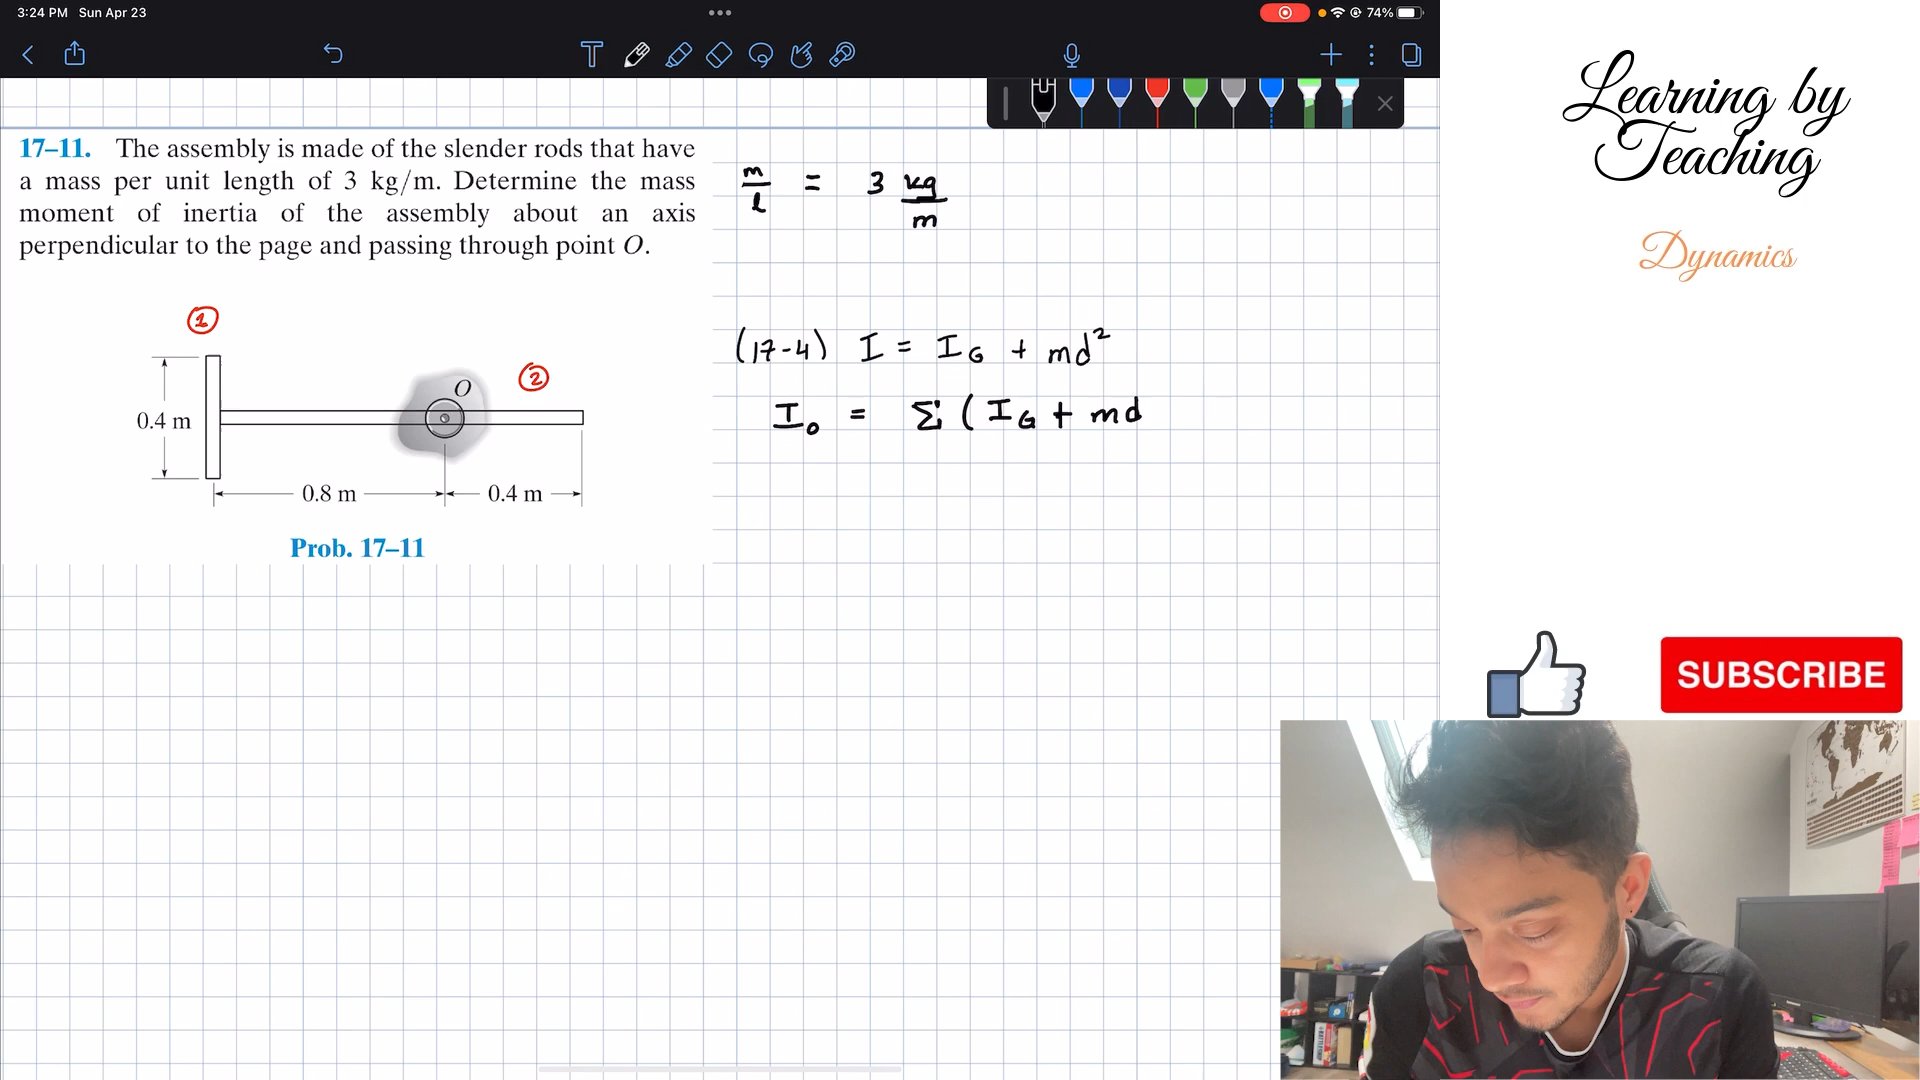 3:24 PM Sun Apr 23
74%
17–11. The assembly is made of the slender rods that have
a mass per unit length of 3 kg/m. Determine the mass
moment of inertia of the assembly about an axis
perpendicular to the page and passing through point O.
m/l = 3 kg/m
(17-4) I = I_G + md²
I_O = Σ (I_G + md
1
2
O
0.4 m
0.8 m
0.4 m
Prob. 17–11
Learning by
Teaching
Dynamics
SUBSCRIBE